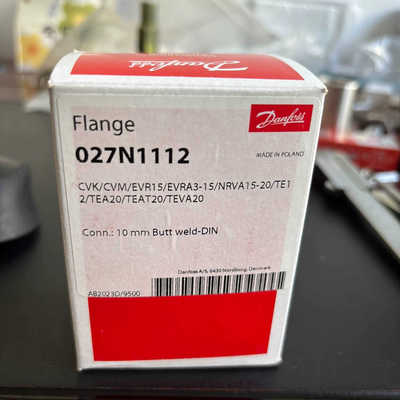 Danfoss
Flange
Danfoss
027N1112
MADE IN POLAND
CVK/CVM/EVR15/EVRA3-15/NRVA15-20/TE1
2/TEA20/TEAT20/TEVA20
Conn.: 10 mm Butt weld-DIN
Danfoss A/S, 6430 Nordborg, Denmark
AB2023D/9500